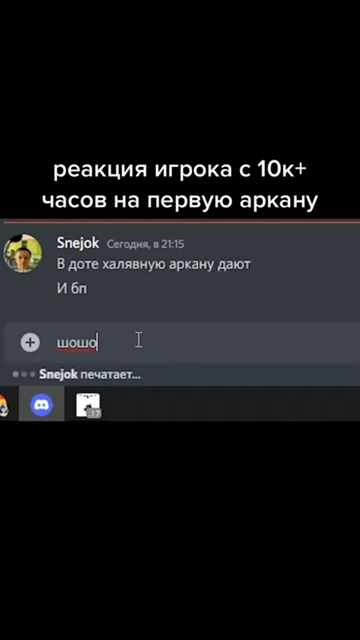 реакция игрока с 10к+
часов на первую аркану
Snejok Сегодня, в 21:15
В доте халявную аркану дают
И бп
шошо
Snejok печатает...
17